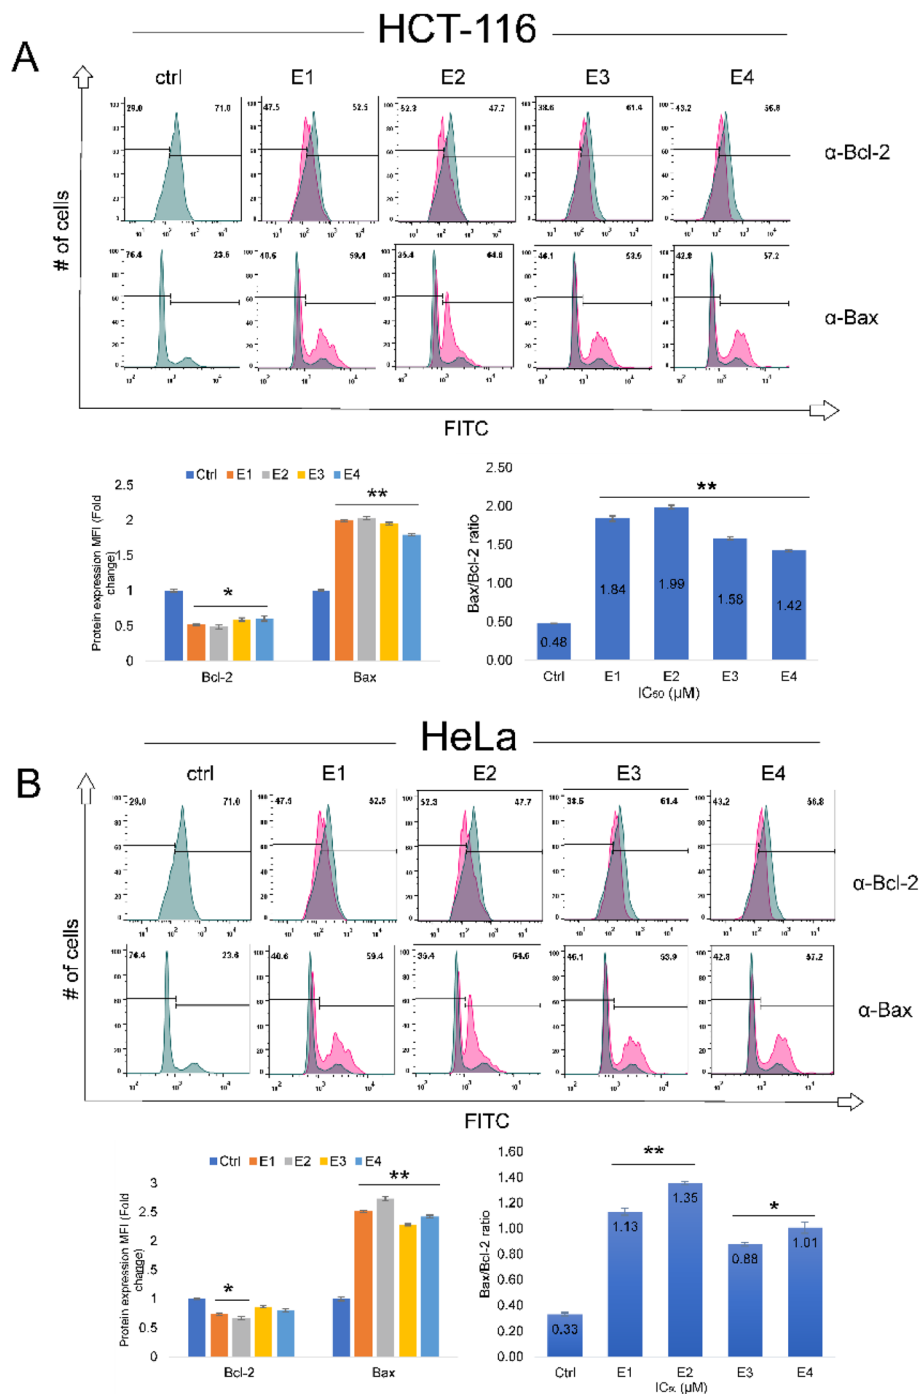 HCT-116
A
ctrl E1 E2 E3 E4
29.0 71.0 47.5 52.5 52.3 47.7 38.6 61.4 43.2 56.8
α-Bcl-2
# of cells
76.4 23.6 40.6 59.4 35.4 64.6 46.1 53.9 42.8 57.2
α-Bax
FITC
Ctrl E1 E2 E3 E4
Protein expression MFI (Fold
change)
2.5
2
1.5
1
0.5
0
**
*
Bcl-2 Bax
Bax/Bcl-2 ratio
2.50
2.00
1.50
1.00
0.50
0.00
**
0.48 1.84 1.99 1.58 1.42
Ctrl E1 E2 E3 E4
IC₅₀ (µM)
HeLa
B
ctrl E1 E2 E3 E4
29.0 71.0 47.5 52.5 52.3 47.7 38.6 61.4 43.2 56.8
α-Bcl-2
# of cells
76.4 23.6 40.6 59.4 35.4 64.6 46.1 53.9 42.8 57.2
α-Bax
FITC
Ctrl E1 E2 E3 E4
Protein expression MFI (Fold
change)
3
2.5
2
1.5
1
0.5
0
*
**
Bcl-2 Bax
Bax/Bcl-2 ratio
1.60
1.40
1.20
1.00
0.80
0.60
0.40
0.20
0.00
**
*
0.33 1.13 1.35 0.88 1.01
Ctrl E1 E2 E3 E4
IC₅₀ (µM)